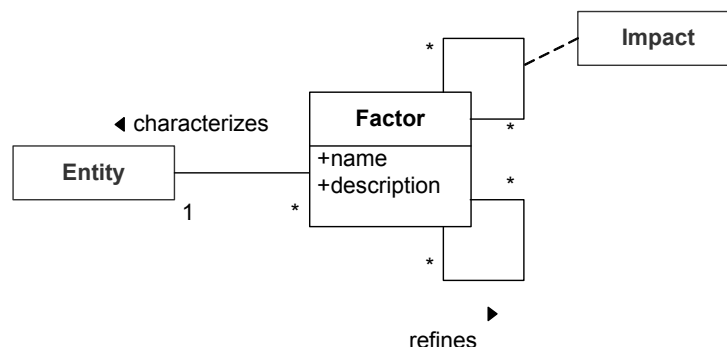 *
Impact
◄ characterizes
Factor
*
+name
+description
*
Entity
1
*
*
►
refines